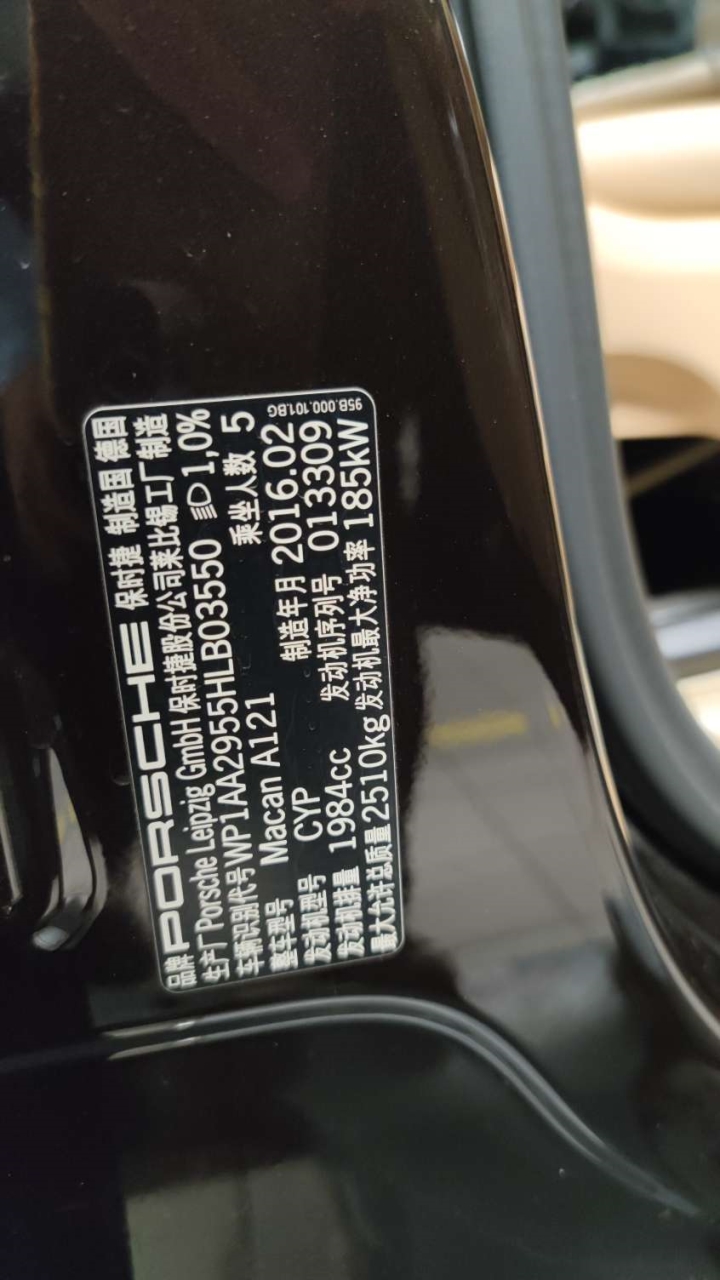 品牌 PORSCHE 保时捷 制造国 德国
生产厂 Porsche Leipzig GmbH 保时捷股份公司莱比锡工厂制造
车辆识别代号 WP1AA2955HLB03550 1,0%
整车型号 Macan A121 乘坐人数 5
发动机型号 CYP 制造年月 2016.02
发动机排量 1984cc 发动机序列号 013309
最大允许总质量 2510kg 发动机最大净功率 185kW
95B.000.101.BG